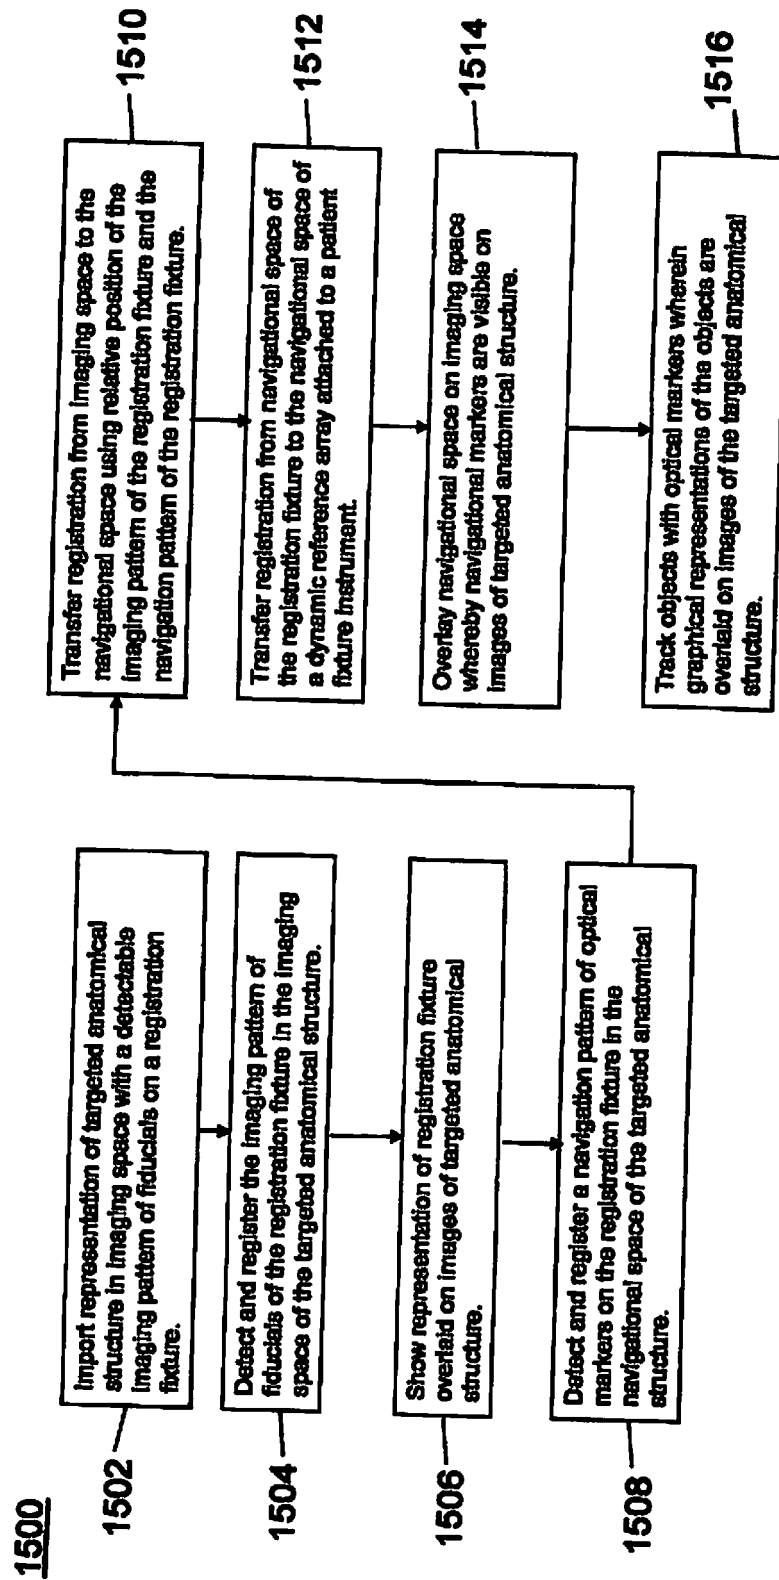 1500
1502
Import representation of targeted anatomical
structure in imaging space with a detectable
imaging pattern of fiducials on a registration
fixture.
1504
Detect and register the imaging pattern of
fiducials of the registration fixture in the imaging
space of the targeted anatomical structure.
1506
Show representation of registration fixture
overlaid on images of targeted anatomical
structure.
1508
Detect and register a navigation pattern of optical
markers on the registration fixture in the
navigational space of the targeted anatomical
structure.
Transfer registration from imaging space to the
navigational space using relative position of the
imaging pattern of the registration fixture and the
navigation pattern of the registration fixture.
1510
Transfer registration from navigational space of
the registration fixture to the navigational space of
a dynamic reference array attached to a patient
fixture instrument.
1512
Overlay navigational space on imaging space
whereby navigational markers are visible on
images of targeted anatomical structure.
1514
Track objects with optical markers wherein
graphical representations of the objects are
overlaid on images of the targeted anatomical
structure.
1516